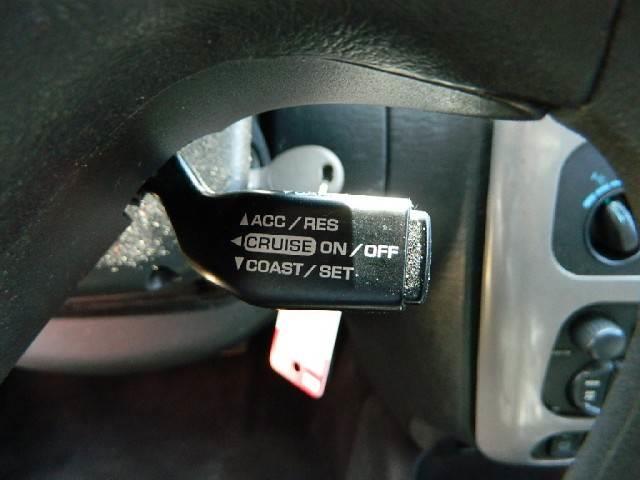 ▲ACC/RES
◄CRUISE ON/OFF
▼COAST/SET